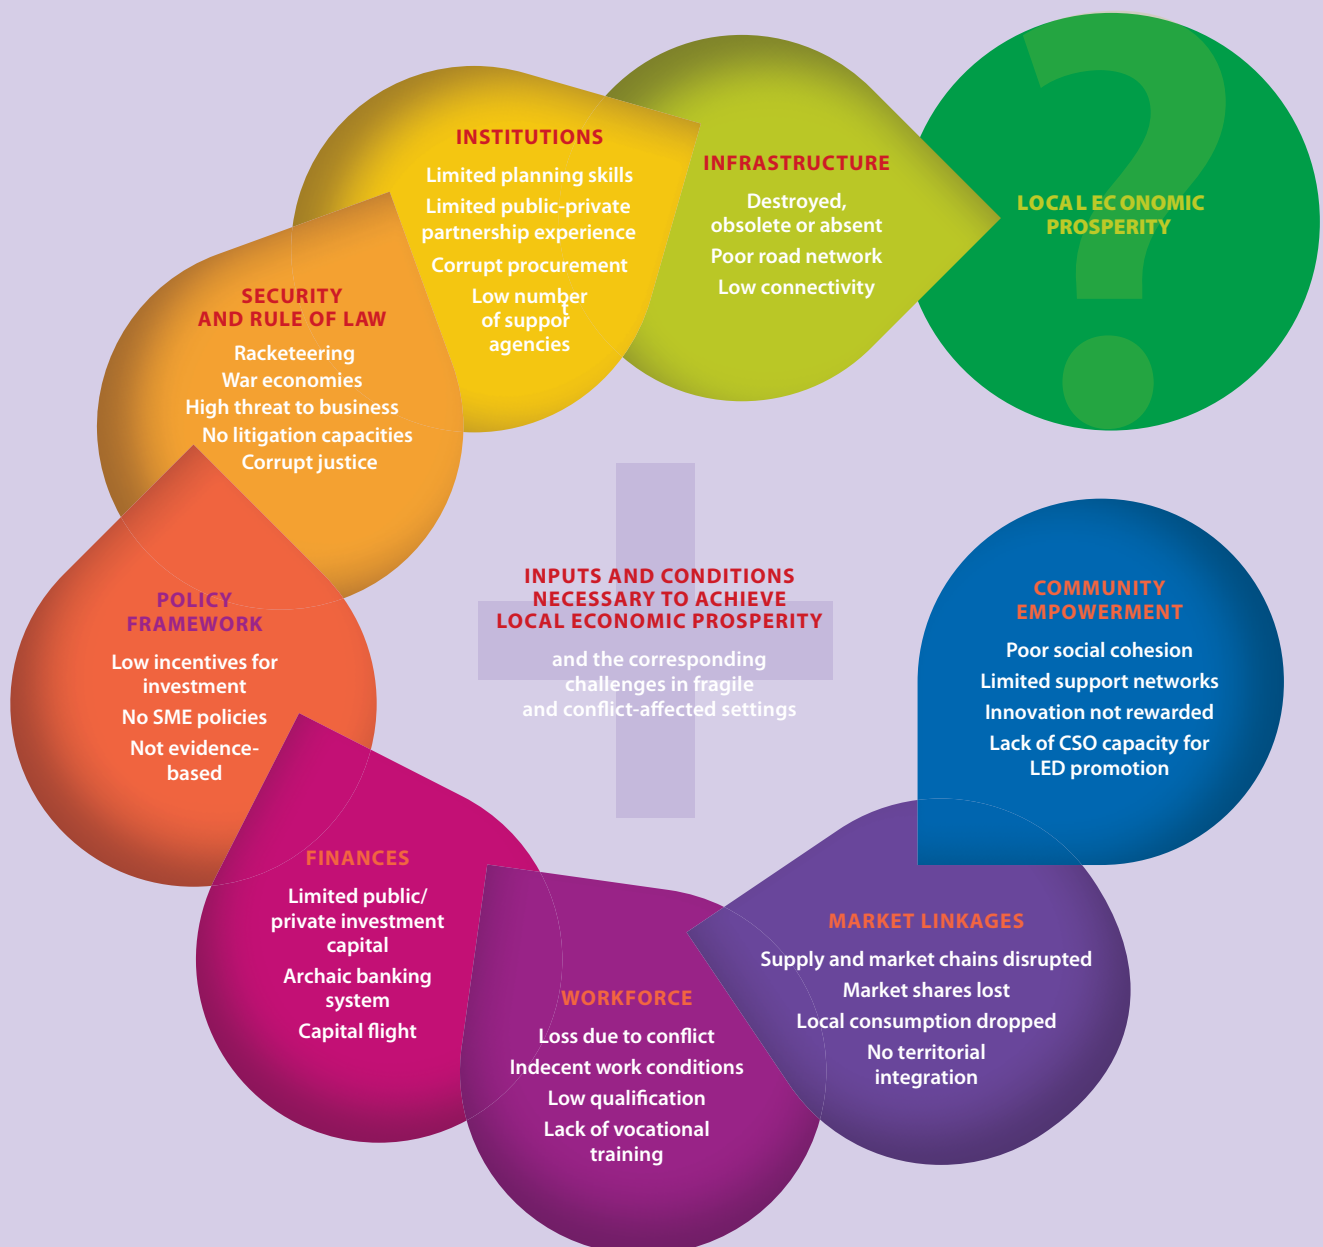 INSTITUTIONS
Limited planning skills
Limited public-private
partnership experience
Corrupt procurement
Low number
of support
agencies
INFRASTRUCTURE
Destroyed,
obsolete or absent
Poor road network
Low connectivity
?
LOCAL ECONOMIC
PROSPERITY
SECURITY
AND RULE OF LAW
Racketeering
War economies
High threat to business
No litigation capacities
Corrupt justice
POLICY
FRAMEWORK
Low incentives for
investment
No SME policies
Not evidence-
based
INPUTS AND CONDITIONS
NECESSARY TO ACHIEVE
LOCAL ECONOMIC PROSPERITY
and the corresponding
challenges in fragile
and conflict-affected settings
COMMUNITY
EMPOWERMENT
Poor social cohesion
Limited support networks
Innovation not rewarded
Lack of CSO capacity for
LED promotion
FINANCES
Limited public/
private investment
capital
Archaic banking
system
Capital flight
WORKFORCE
Loss due to conflict
Indecent work conditions
Low qualification
Lack of vocational
training
MARKET LINKAGES
Supply and market chains disrupted
Market shares lost
Local consumption dropped
No territorial
integration